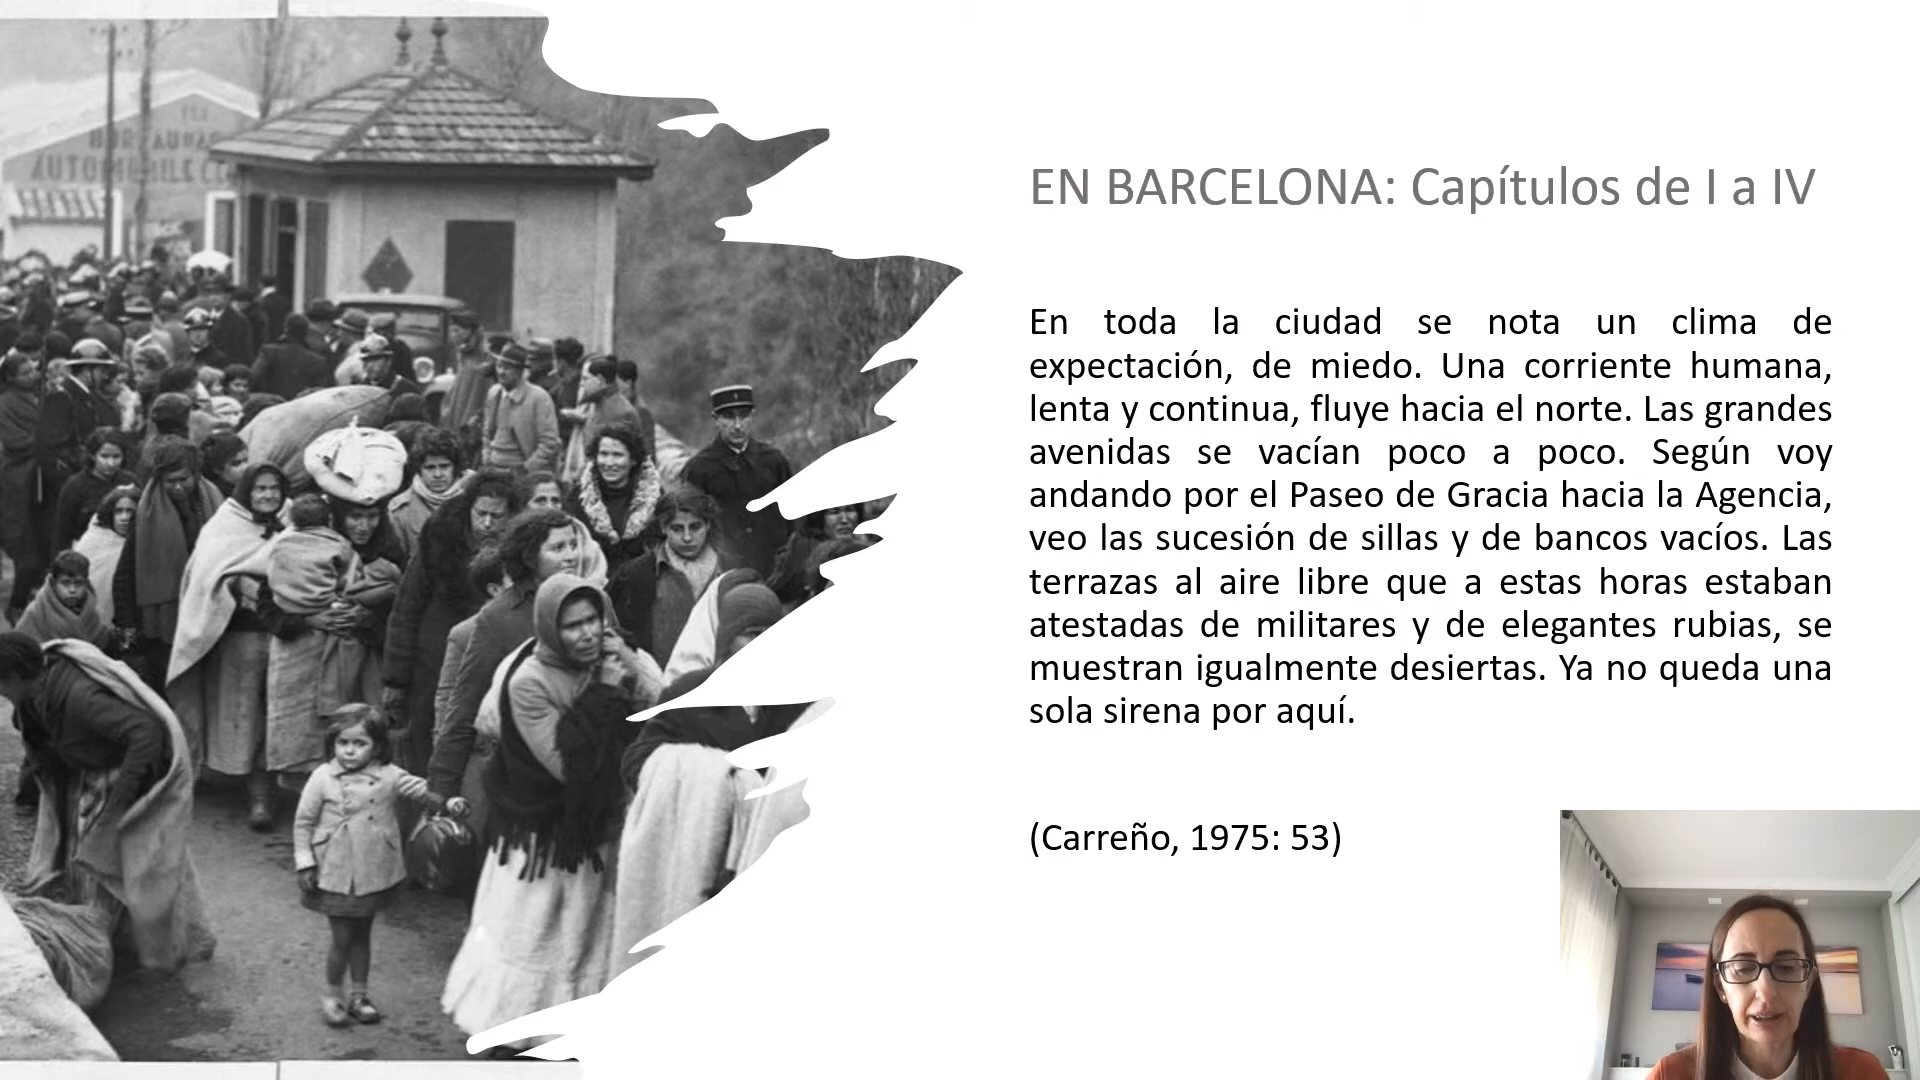 AUTOMOBILE CL
EN BARCELONA: Capítulos de I a IV
En toda la ciudad se nota un clima de
expectación, de miedo. Una corriente humana,
lenta y continua, fluye hacia el norte. Las grandes
avenidas se vacían poco a poco. Según voy
andando por el Paseo de Gracia hacia la Agencia,
veo las sucesión de sillas y de bancos vacíos. Las
terrazas al aire libre que a estas horas estaban
atestadas de militares y de elegantes rubias, se
muestran igualmente desiertas. Ya no queda una
sola sirena por aquí.
(Carreño, 1975: 53)